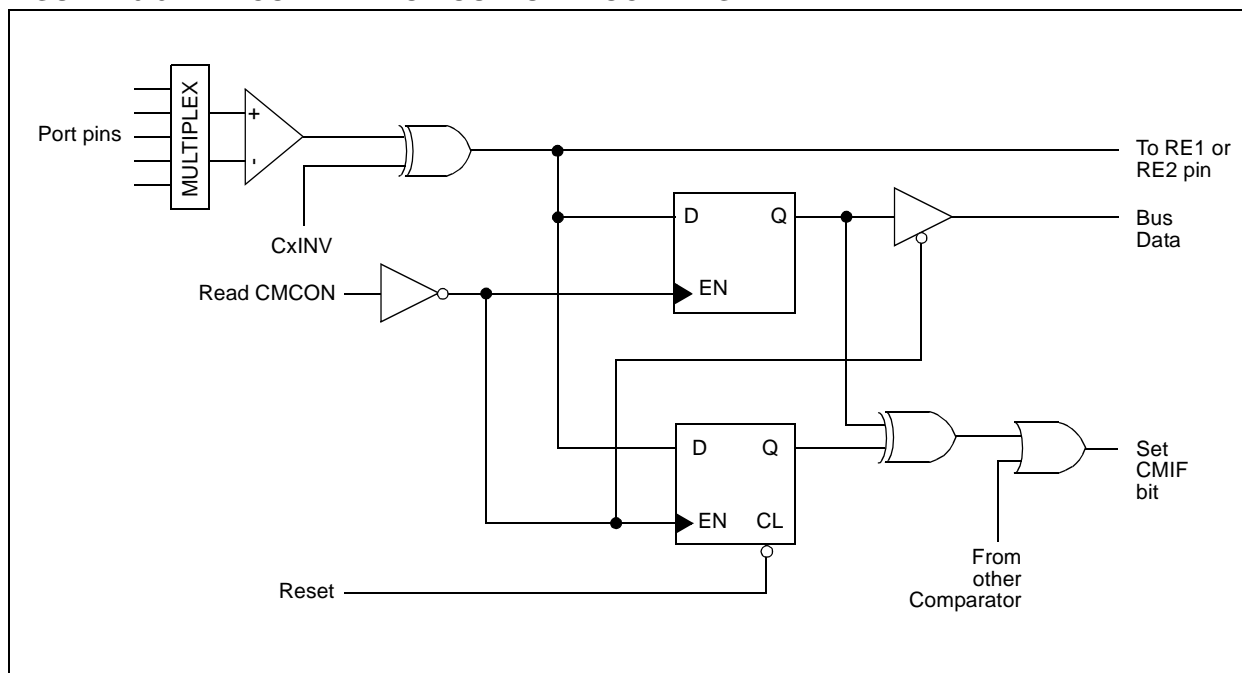 Port pins
MULTIPLEX
+
-
CxINV
To RE1 or
RE2 pin
D
Q
EN
Bus
Data
Read CMCON
D
Q
EN
CL
Set
CMIF
bit
From
other
Comparator
Reset